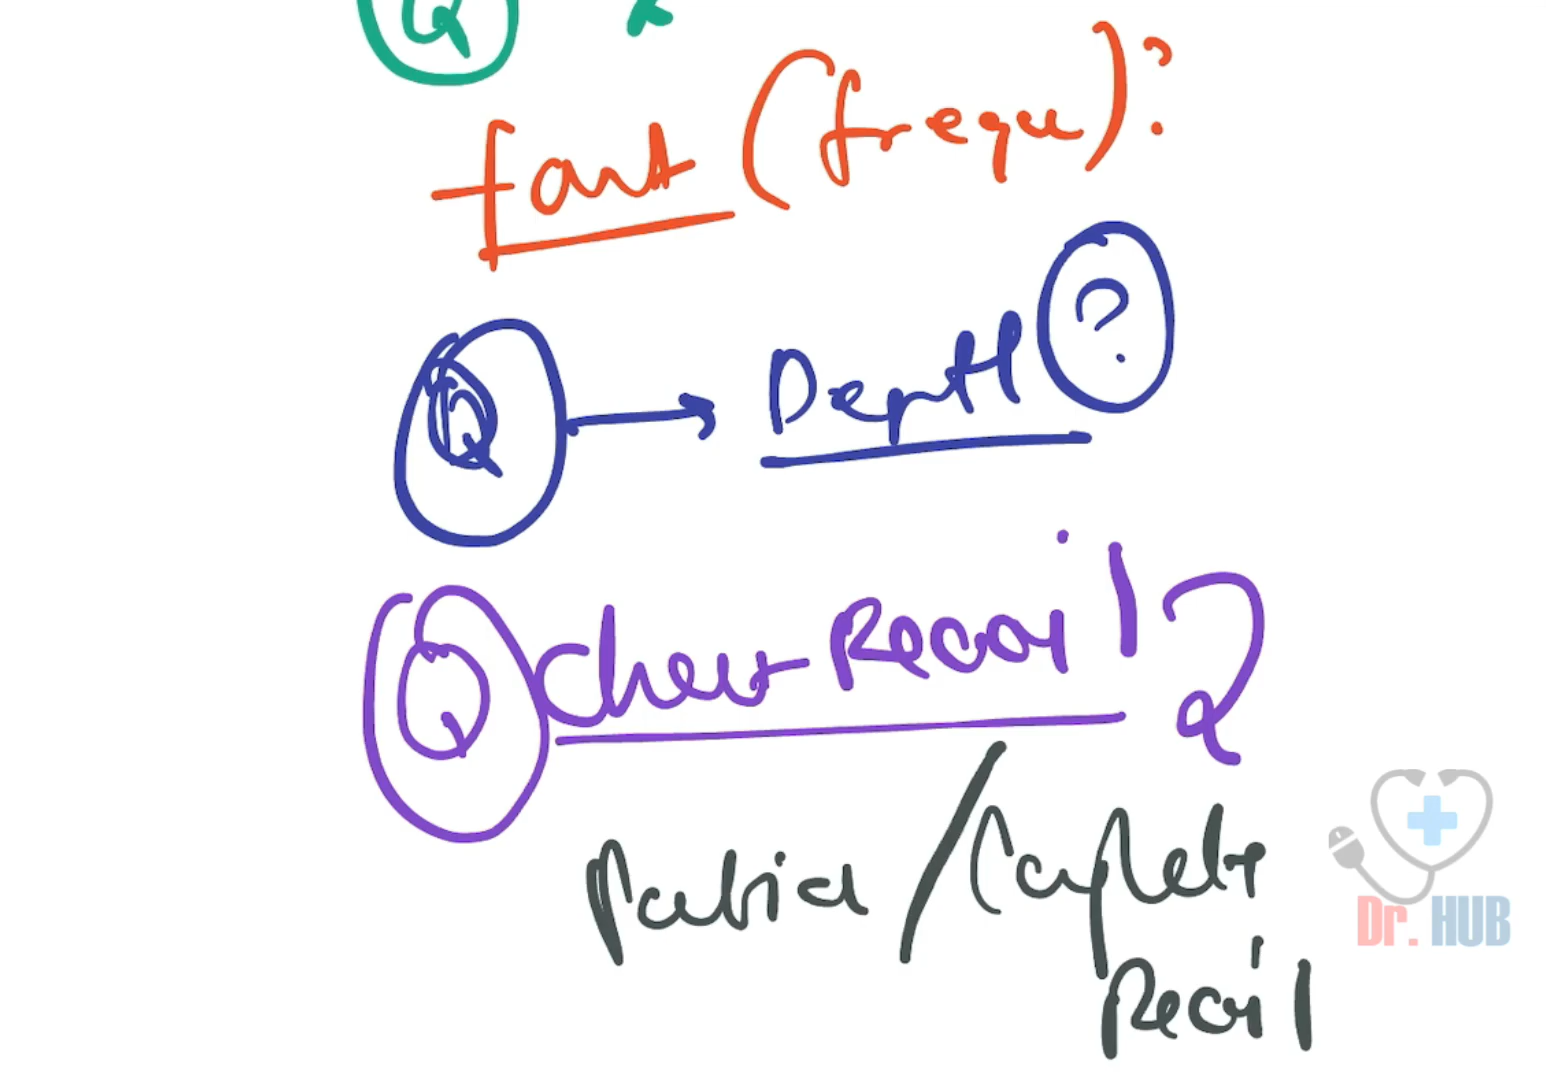 Q
fast (frequ)?
Q → Depth ?
Q Chest Recoil ?
Partial / Complete
Recoil
Dr. HUB